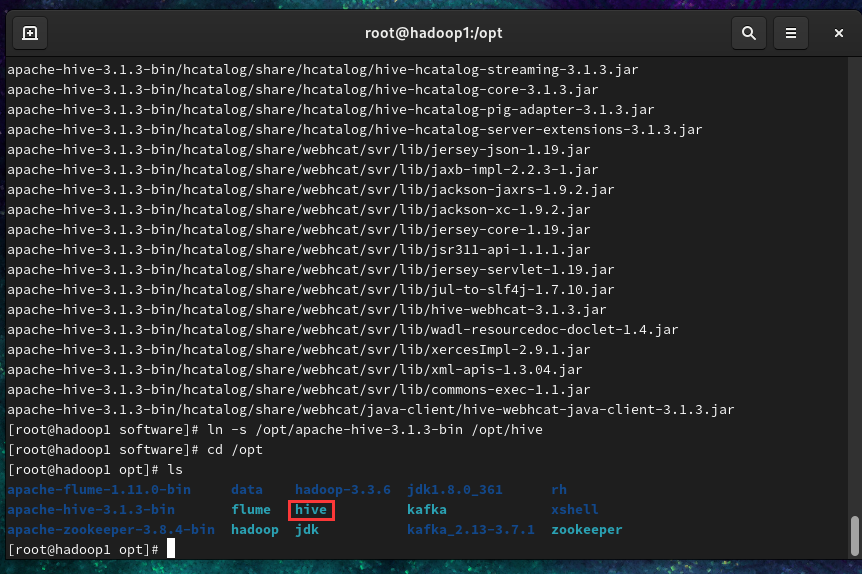 root@hadoop1:/opt
apache-hive-3.1.3-bin/hcatalog/share/hcatalog/hive-hcatalog-streaming-3.1.3.jar
apache-hive-3.1.3-bin/hcatalog/share/hcatalog/hive-hcatalog-core-3.1.3.jar
apache-hive-3.1.3-bin/hcatalog/share/hcatalog/hive-hcatalog-pig-adapter-3.1.3.jar
apache-hive-3.1.3-bin/hcatalog/share/hcatalog/hive-hcatalog-server-extensions-3.1.3.jar
apache-hive-3.1.3-bin/hcatalog/share/webhcat/svr/lib/jersey-json-1.19.jar
apache-hive-3.1.3-bin/hcatalog/share/webhcat/svr/lib/jaxb-impl-2.2.3-1.jar
apache-hive-3.1.3-bin/hcatalog/share/webhcat/svr/lib/jackson-jaxrs-1.9.2.jar
apache-hive-3.1.3-bin/hcatalog/share/webhcat/svr/lib/jackson-xc-1.9.2.jar
apache-hive-3.1.3-bin/hcatalog/share/webhcat/svr/lib/jersey-core-1.19.jar
apache-hive-3.1.3-bin/hcatalog/share/webhcat/svr/lib/jsr311-api-1.1.1.jar
apache-hive-3.1.3-bin/hcatalog/share/webhcat/svr/lib/jersey-servlet-1.19.jar
apache-hive-3.1.3-bin/hcatalog/share/webhcat/svr/lib/jul-to-slf4j-1.7.10.jar
apache-hive-3.1.3-bin/hcatalog/share/webhcat/svr/lib/hive-webhcat-3.1.3.jar
apache-hive-3.1.3-bin/hcatalog/share/webhcat/svr/lib/wadl-resourcedoc-doclet-1.4.jar
apache-hive-3.1.3-bin/hcatalog/share/webhcat/svr/lib/xercesImpl-2.9.1.jar
apache-hive-3.1.3-bin/hcatalog/share/webhcat/svr/lib/xml-apis-1.3.04.jar
apache-hive-3.1.3-bin/hcatalog/share/webhcat/svr/lib/commons-exec-1.1.jar
apache-hive-3.1.3-bin/hcatalog/share/webhcat/java-client/hive-webhcat-java-client-3.1.3.jar
[root@hadoop1 software]# ln -s /opt/apache-hive-3.1.3-bin /opt/hive
[root@hadoop1 software]# cd /opt
[root@hadoop1 opt]# ls
apache-flume-1.11.0-bin data hadoop-3.3.6 jdk1.8.0_361 rh
apache-hive-3.1.3-bin flume hive kafka xshell
apache-zookeeper-3.8.4-bin hadoop jdk kafka_2.13-3.7.1 zookeeper
[root@hadoop1 opt]#